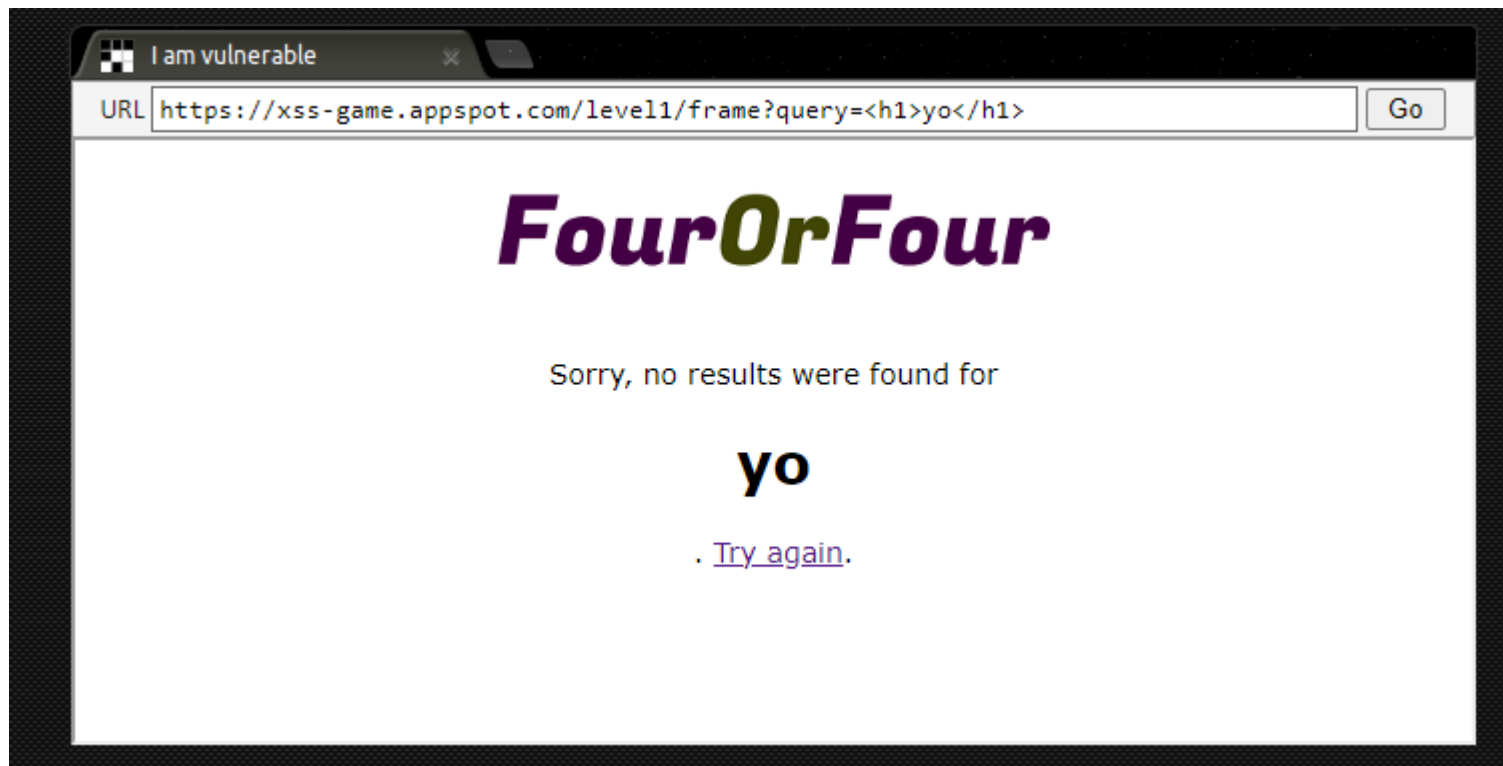 I am vulnerable
URL https://xss-game.appspot.com/level1/frame?query=<h1>yo</h1> Go
FourOrFour
Sorry, no results were found for
yo
. Try again.